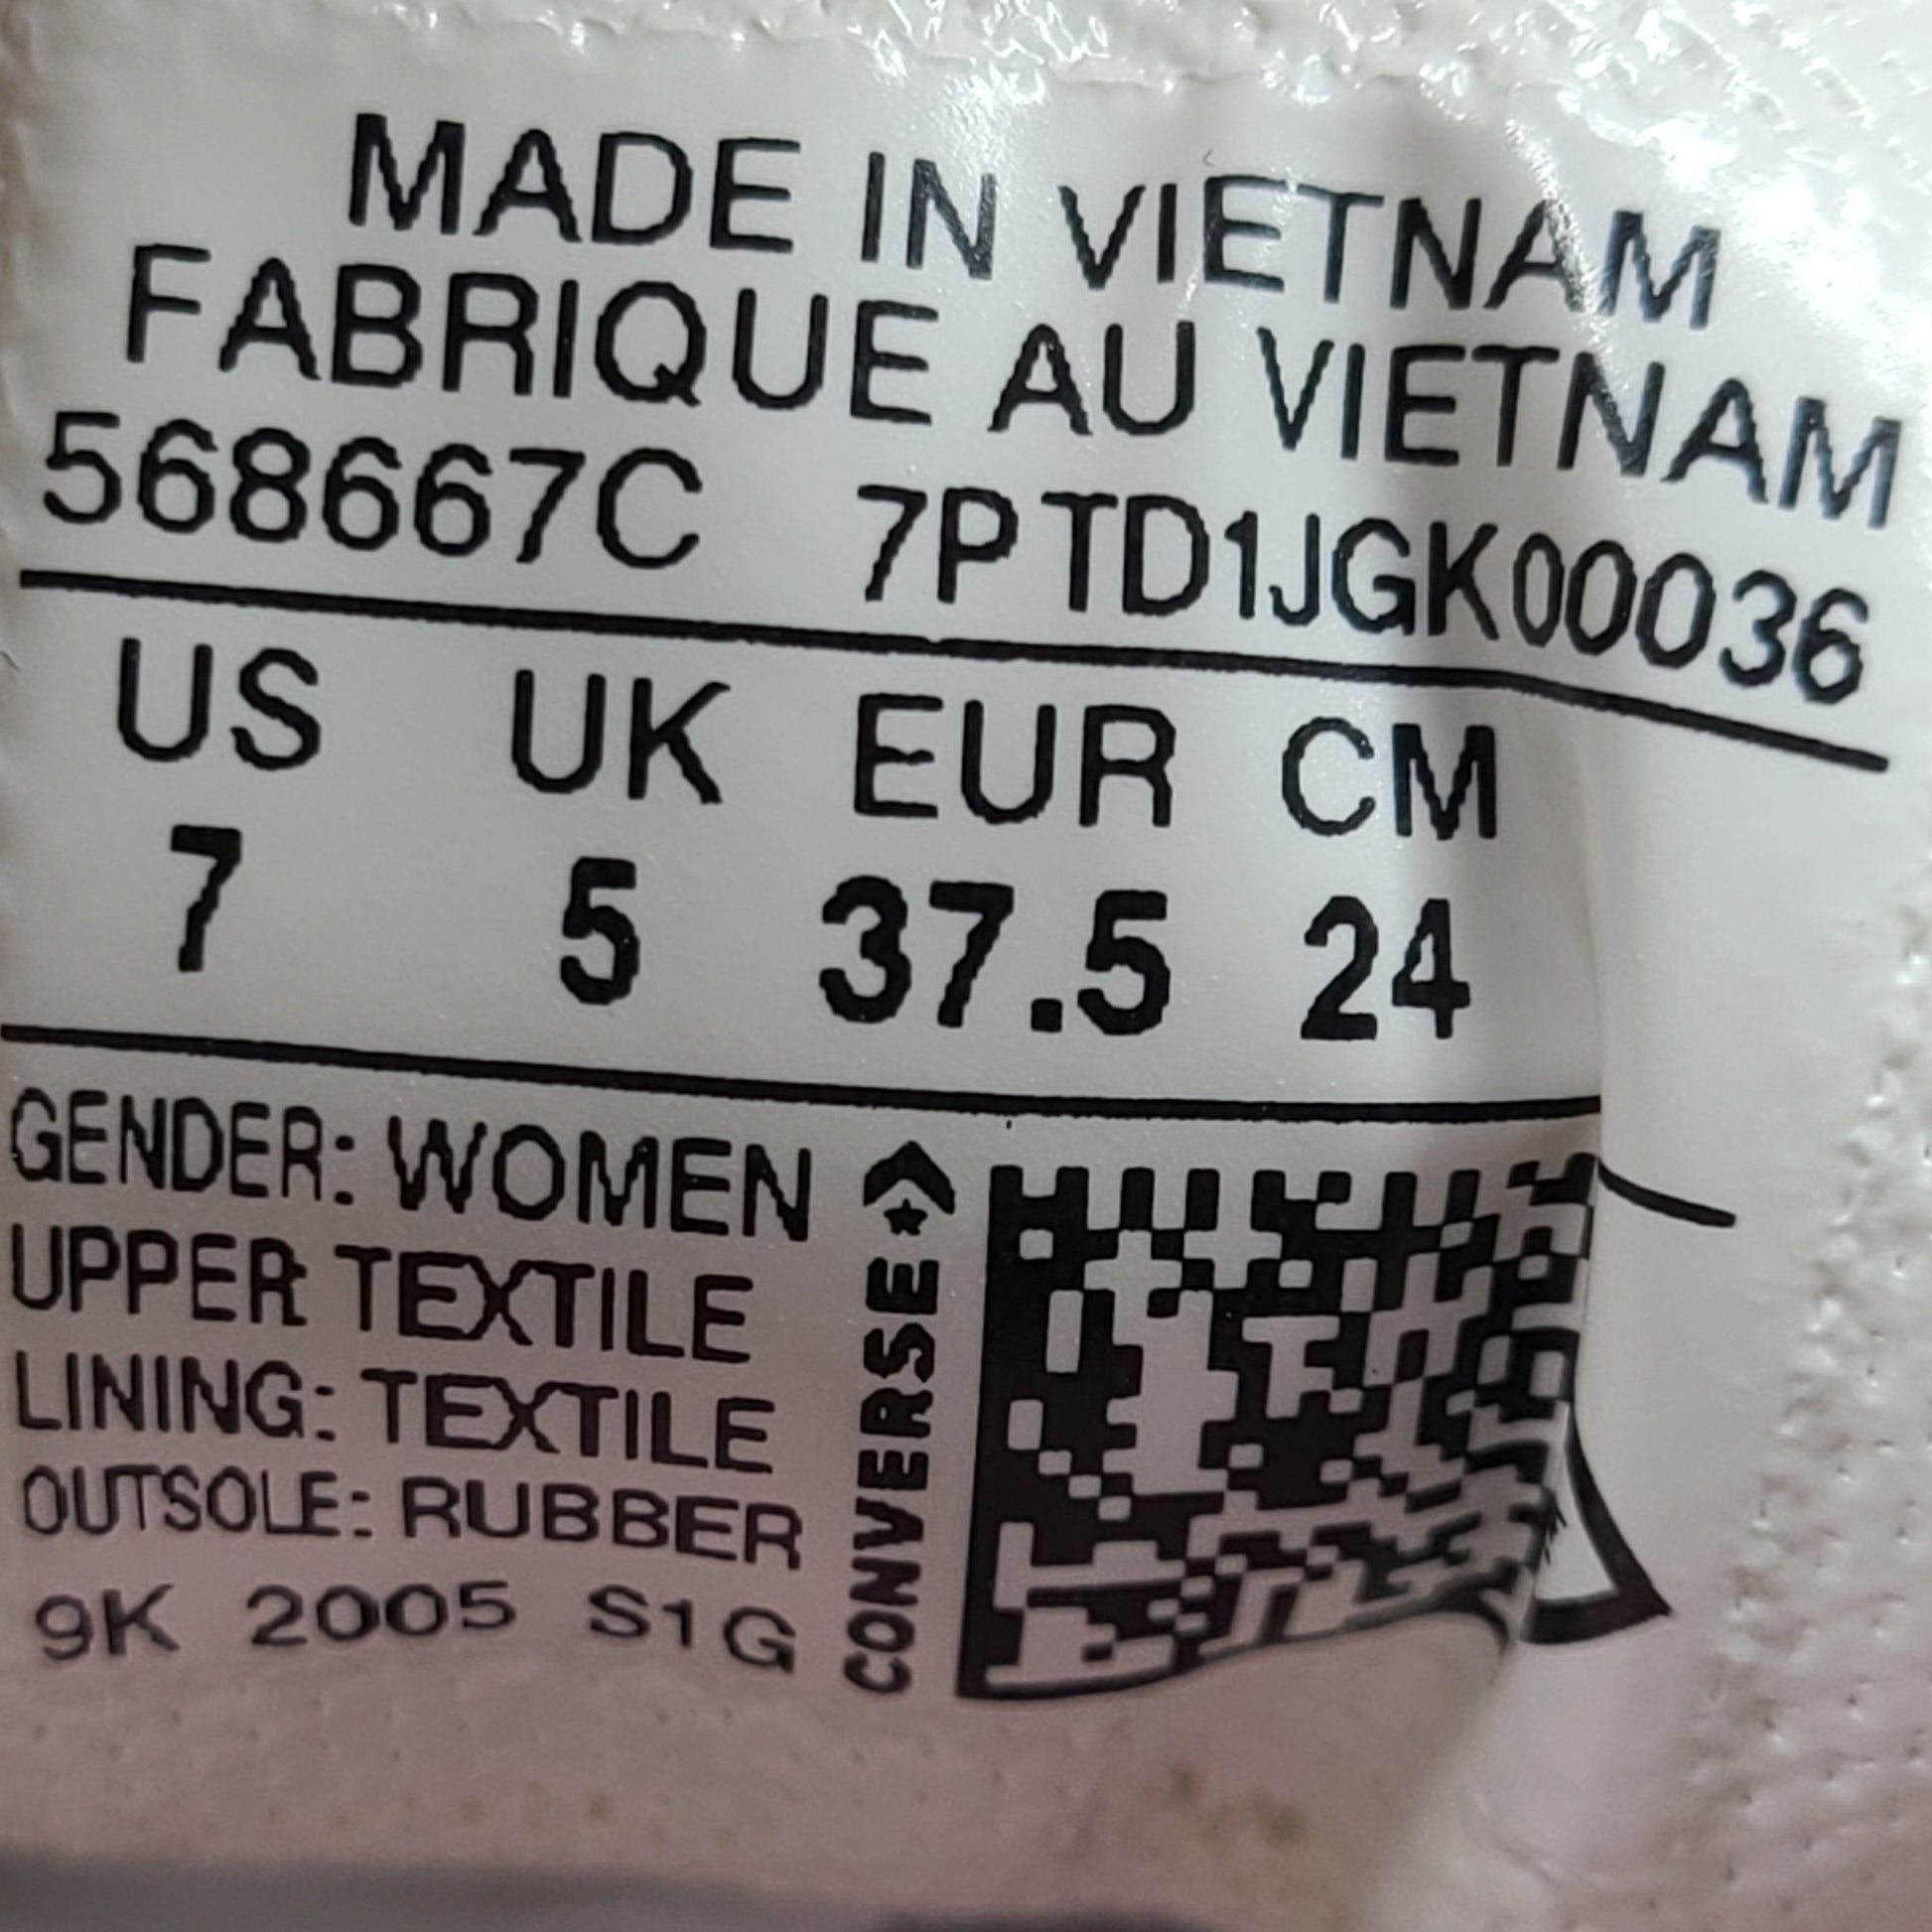 MADE IN VIETNAM
FABRIQUE AU VIETNAM
568667C 7PTD1JGK00036
US UK EUR CM
7 5 37.5 24
GENDER: WOMEN
UPPER: TEXTILE
LINING: TEXTILE
OUTSOLE: RUBBER
9K 2005 S1G
CONVERSE